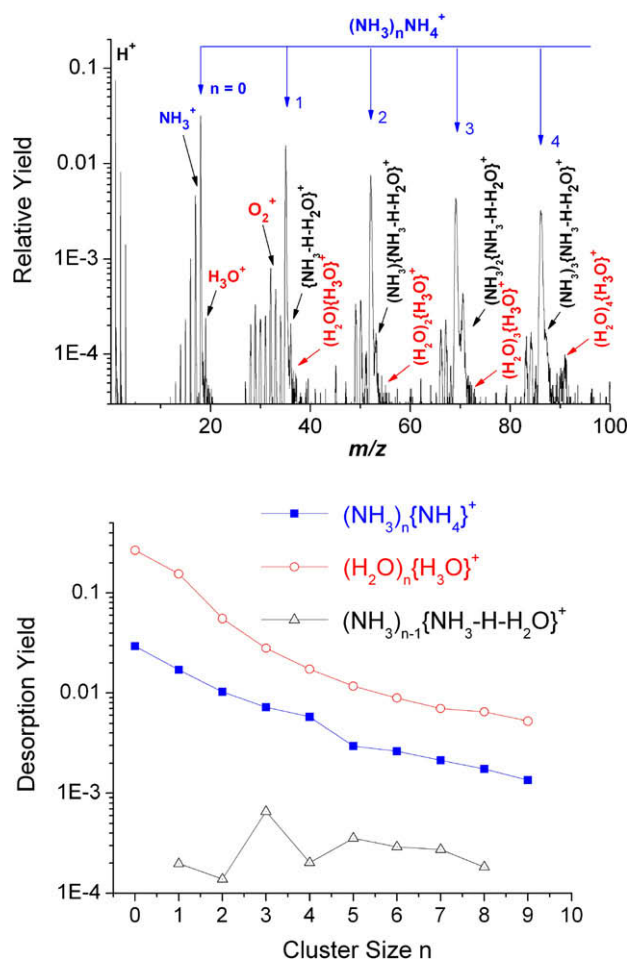 (NH3)nNH4+
H+
n = 0
1
2
3
4
NH3+
H3O+
O2+
{NH3-H-H2O}+
(H2O){H3O}+
(NH3){NH3-H-H2O}+
(H2O)2{H3O}+
(NH3)2{NH3-H-H2O}+
(H2O)3{H3O}+
(NH3)3{NH3-H-H2O}+
(H2O)4{H3O}+
Relative Yield
0.1
0.01
1E-3
1E-4
20 40 60 80 100
m/z
(NH3)n{NH4}+
(H2O)n{H3O}+
(NH3)n-1{NH3-H-H2O}+
Desorption Yield
0.1
0.01
1E-3
1E-4
0 1 2 3 4 5 6 7 8 9 10
Cluster Size n